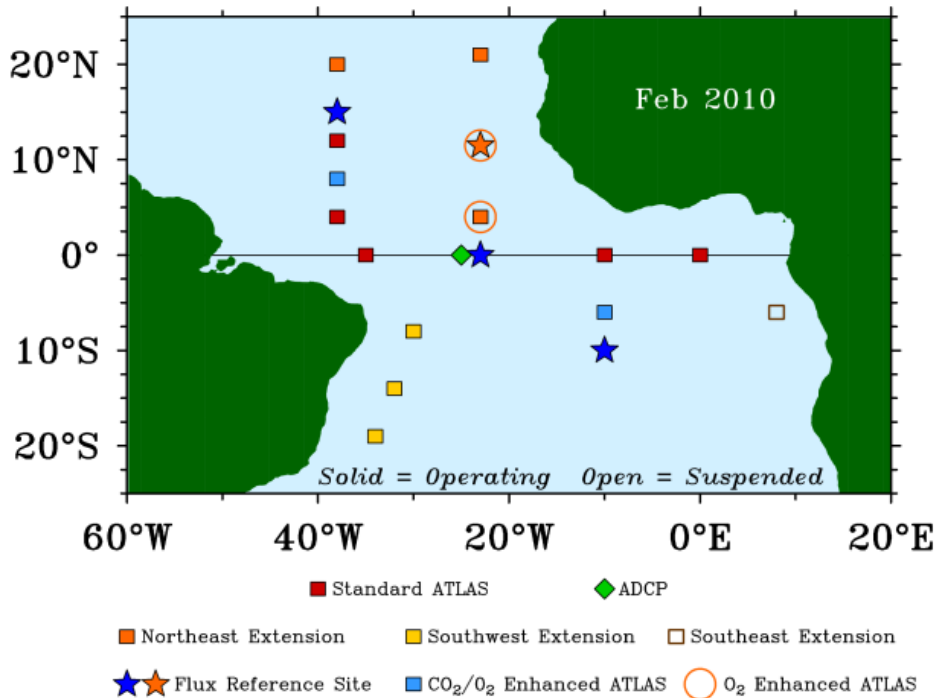 20°N
10°N
0°
10°S
20°S
Feb 2010
Solid = Operating Open = Suspended
60°W 40°W 20°W 0°E 20°E
Standard ATLAS ADCP
Northeast Extension Southwest Extension Southeast Extension
Flux Reference Site CO₂/O₂ Enhanced ATLAS O₂ Enhanced ATLAS